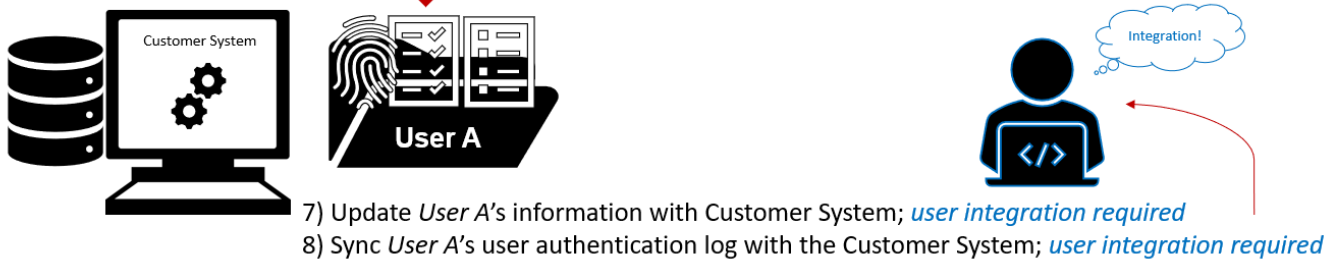 Customer System
Integration!
User A
</>
7) Update User A's information with Customer System; user integration required
8) Sync User A's user authentication log with the Customer System; user integration required